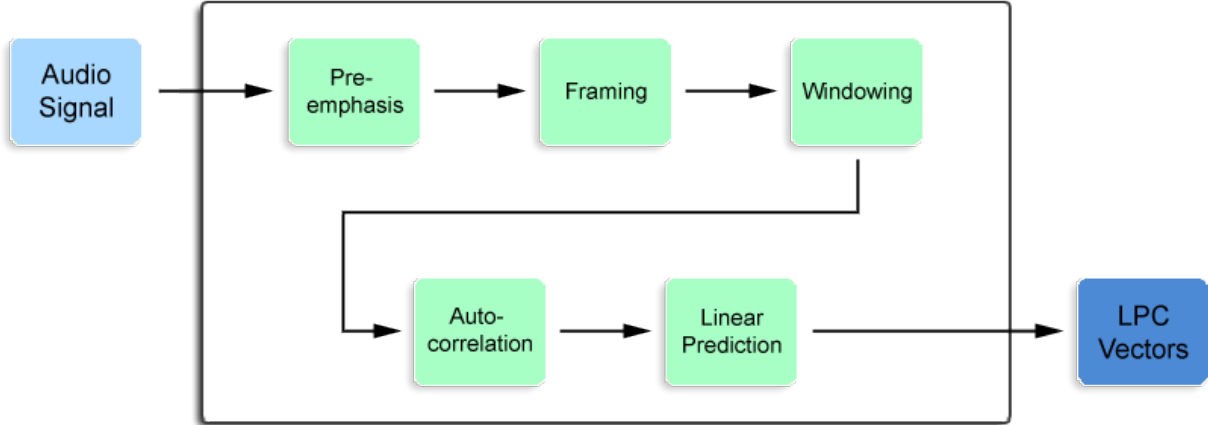 Audio
Signal
Pre-
emphasis
Framing
Windowing
Auto-
correlation
Linear
Prediction
LPC
Vectors